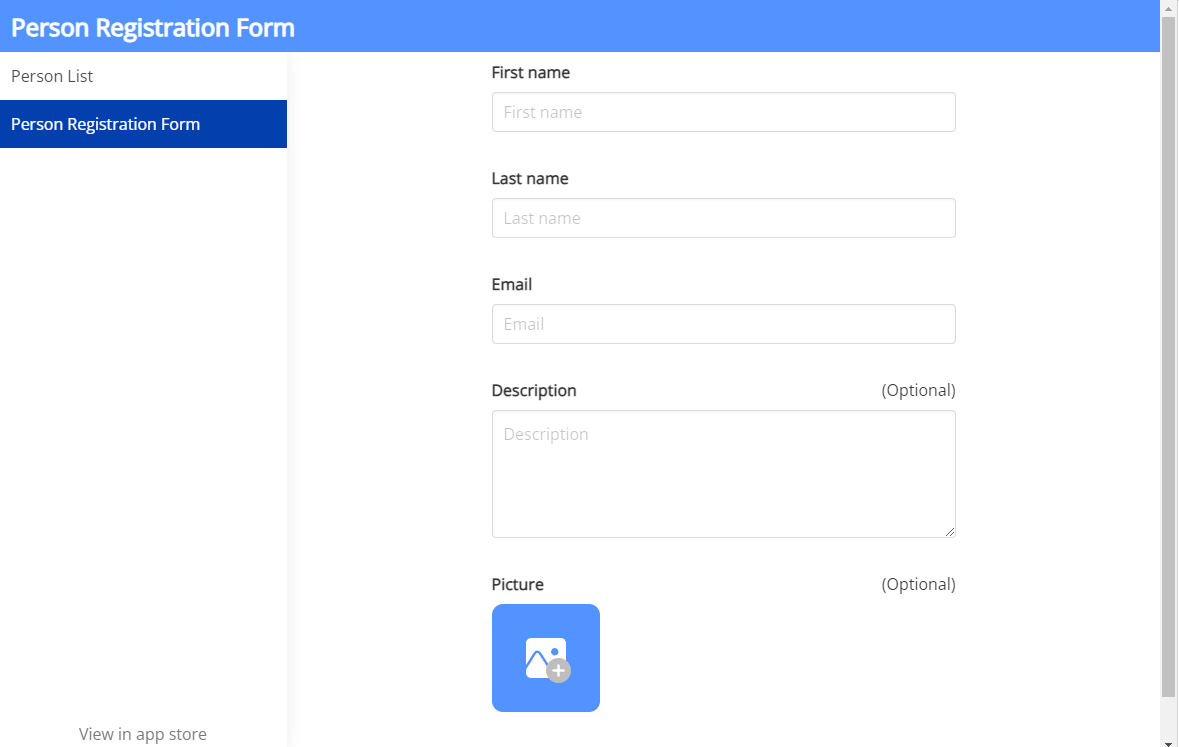 Person Registration Form
Person List
Person Registration Form
View in app store
First name
First name
Last name
Last name
Email
Email
Description (Optional)
Description
Picture (Optional)